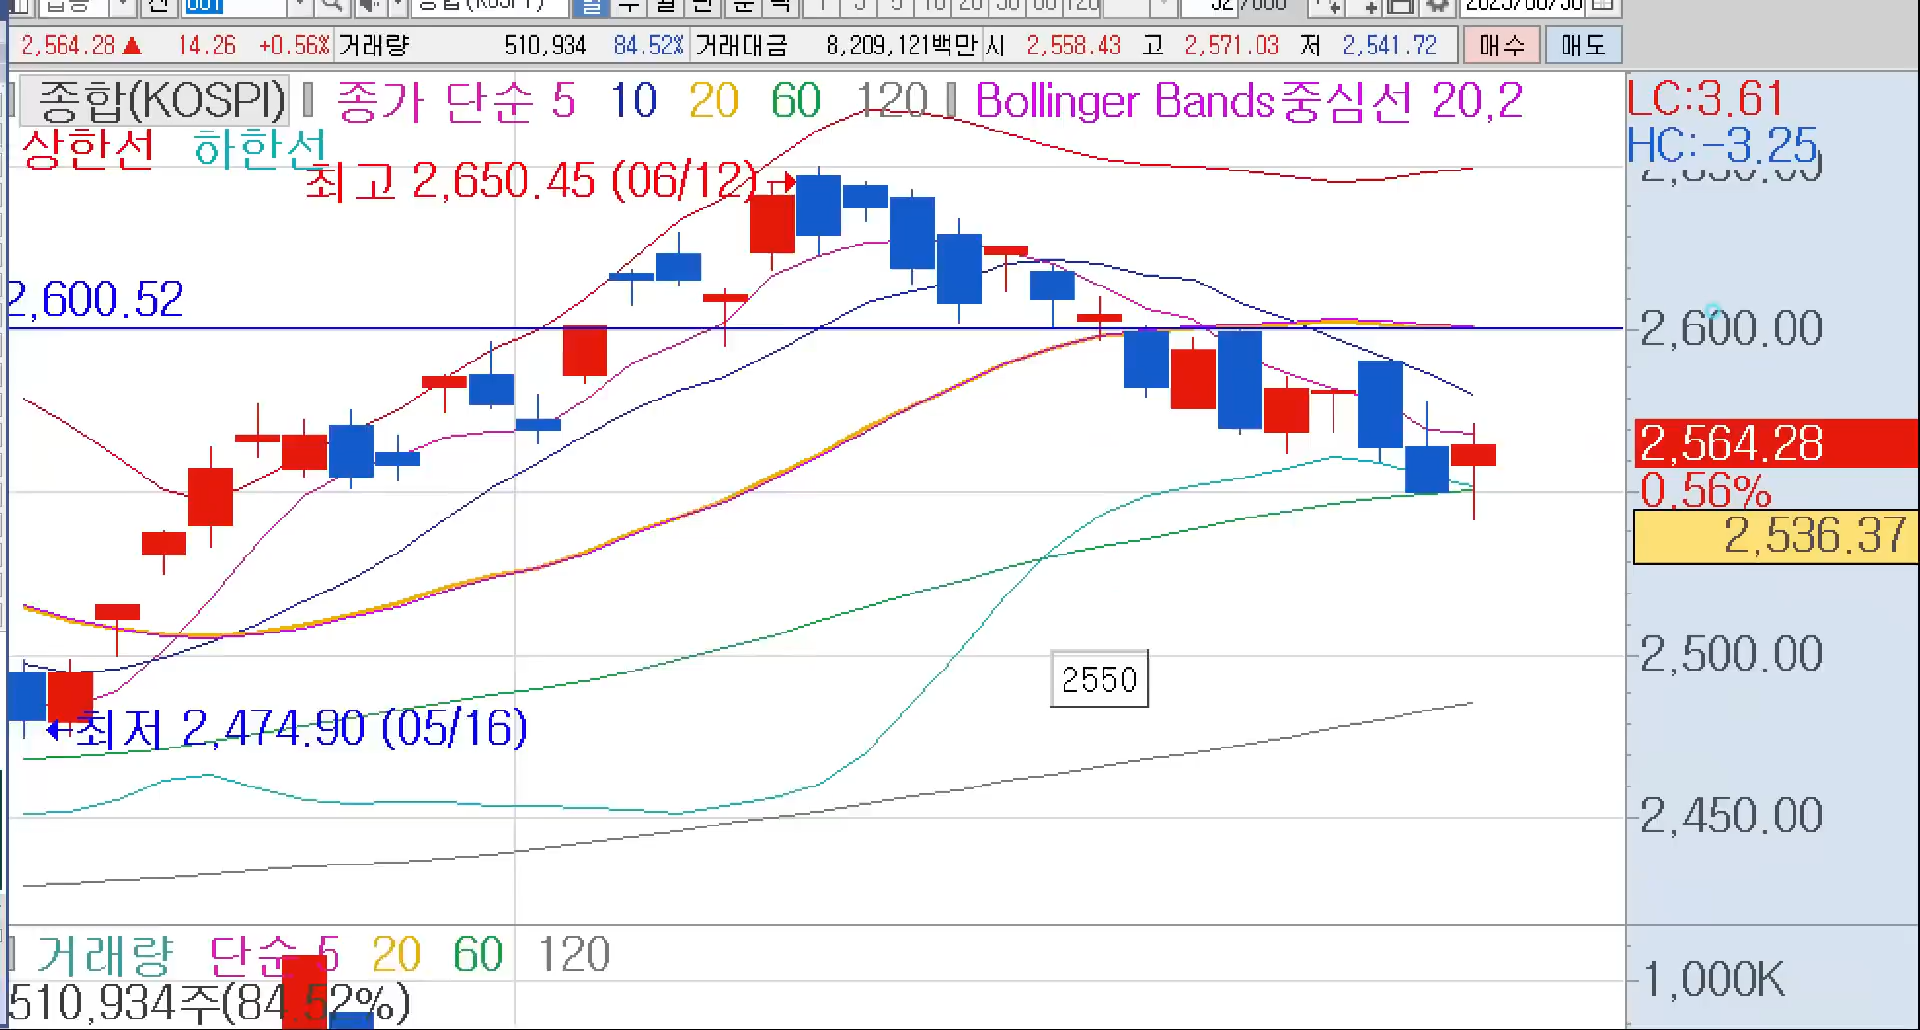 001 종합(KOSPI)
2,564.28 ▲ 14.26 +0.56% 거래량 510,934 84.52% 거래대금 8,209,121백만 시 2,558.43 고 2,571.03 저 2,541.72 매수 매도
종합(KOSPI) 종가 단순 5 10 20 60 120 Bollinger Bands중심선 20,2
상한선 하한선
LC:3.61
HC:-3.25
최고 2,650.45 (06/12)
2,600.52
2,600.00
2,564.28
0.56%
2,536.37
2,500.00
2550
최저 2,474.90 (05/16)
2,450.00
거래량 단순 5 20 60 120
1,000K
510,934주(84.52%)